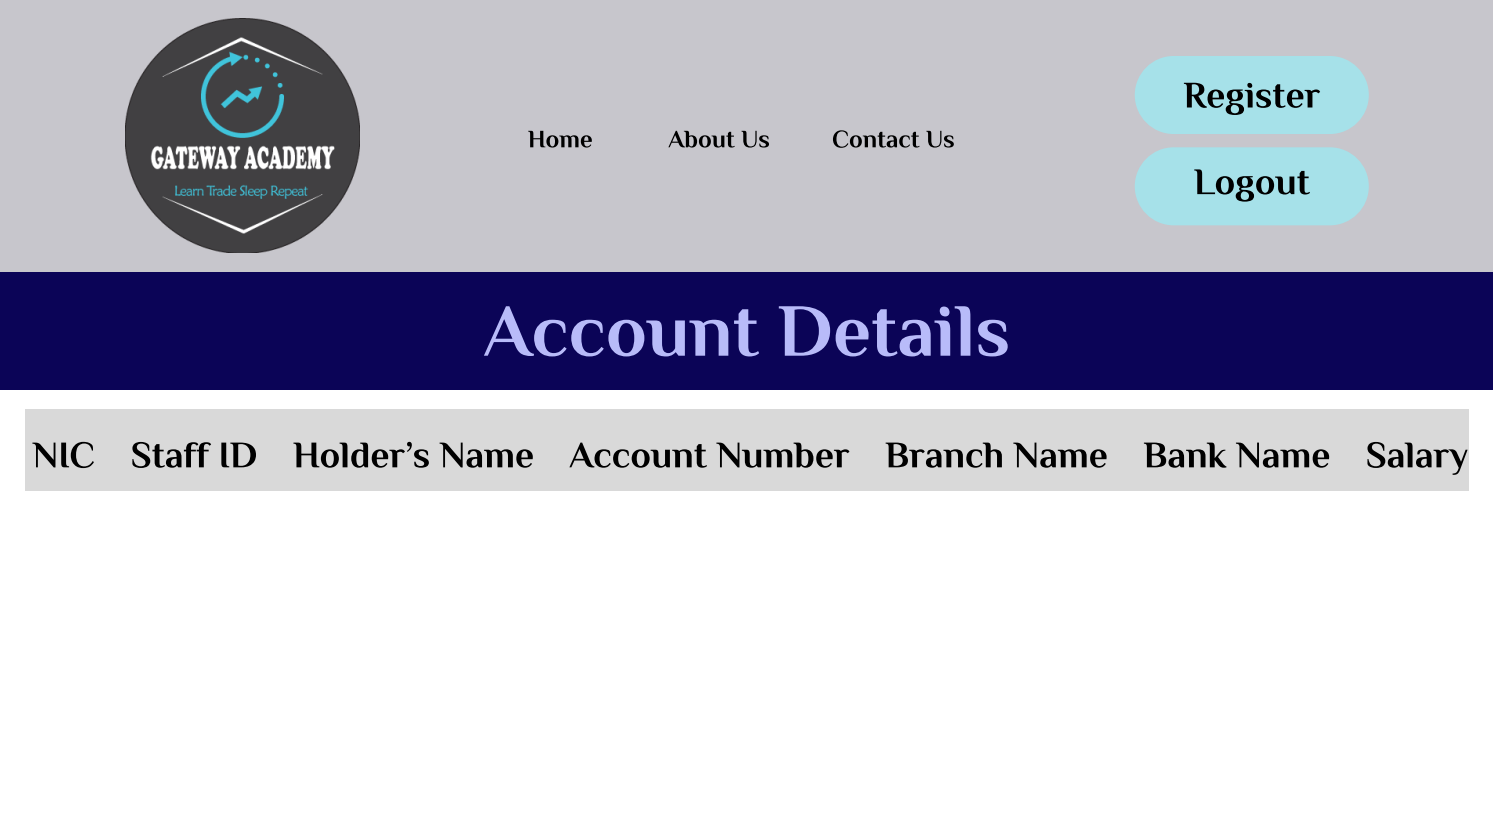 GATEWAY ACADEMY
Learn Trade Sleep Repeat
Home About Us Contact Us
Register
Logout
Account Details
NIC Staff ID Holder’s Name Account Number Branch Name Bank Name Salary